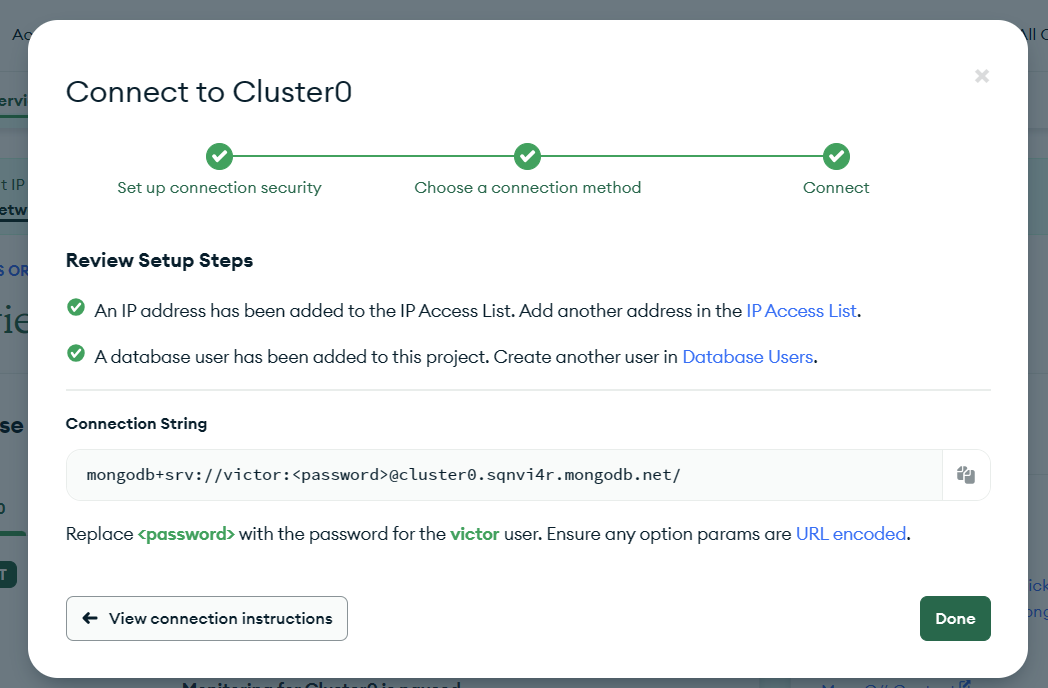 Connect to Cluster0
×
Set up connection security
Choose a connection method
Connect
Review Setup Steps
An IP address has been added to the IP Access List. Add another address in the IP Access List.
A database user has been added to this project. Create another user in Database Users.
Connection String
mongodb+srv://victor:<password>@cluster0.sqnvi4r.mongodb.net/
Replace <password> with the password for the victor user. Ensure any option params are URL encoded.
View connection instructions
Done